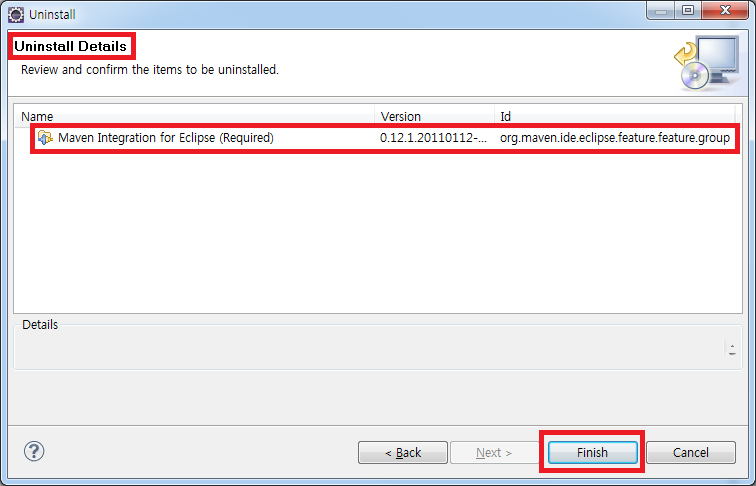 Uninstall
Uninstall Details
Review and confirm the items to be uninstalled.
Name Version Id
Maven Integration for Eclipse (Required) 0.12.1.20110112-... org.maven.ide.eclipse.feature.feature.group
Details
?
< Back Next > Finish Cancel